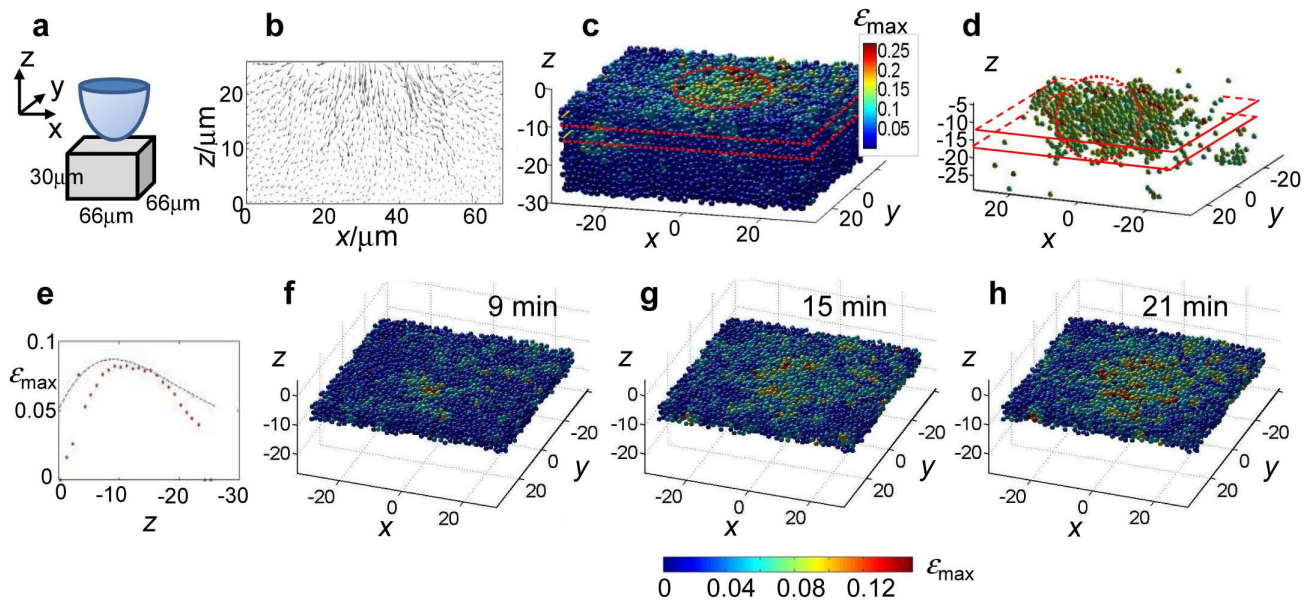 a
z
y
x
30μm
66μm
66μm
b
z/μm
20
10
0
0 20 40 60
x/μm
c
z
0
-10
-20
-30
-20 0 20
x
20
0
y
εmax
0.25
0.2
0.15
0.1
0.05
d
z
-5
-10
-15
-20
-25
20 0 -20
x
20
0
-20
y
e
εmax
0.1
0.05
0
0 -10 -20 -30
z
f
9 min
z
0
-10
-20
-20 0 20
x
20
0
-20
y
g
15 min
z
0
-10
-20
-20 0 20
x
20
0
-20
y
h
21 min
z
0
-10
-20
-20 0 20
x
20
0
-20
y
0 0.04 0.08 0.12
εmax